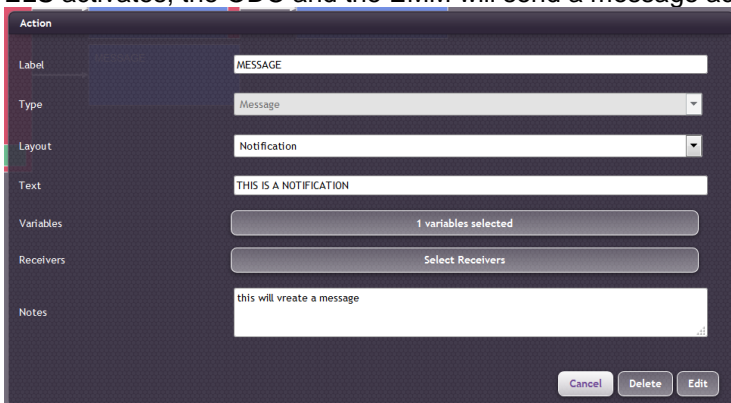 Action
Label MESSAGE
Type Message
Layout Notification
Text THIS IS A NOTIFICATION
Variables 1 variables selected
Receivers Select Receivers
Notes this will vreate a message
Cancel Delete Edit